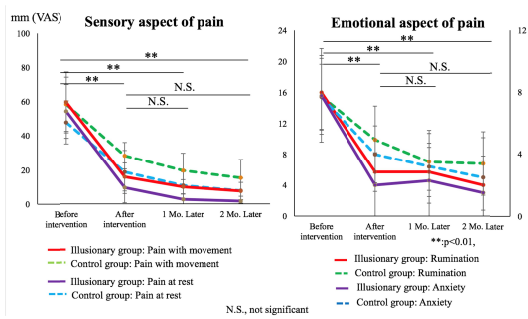 mm (VAS)
Sensory aspect of pain
100
80
60
40
20
0
**
**
**
N.S.
N.S.
Before intervention
After intervention
1 Mo. Later
2 Mo. Later
Illusionary group: Pain with movement
Control group: Pain with movement
Illusionary group: Pain at rest
Control group: Pain at rest
Emotional aspect of pain
24
20
16
12
8
4
0
12
8
4
0
**
**
**
N.S.
N.S.
Before intervention
After intervention
1 Mo. Later
2 Mo. Later
**:p<0.01,
Illusionary group: Rumination
Control group: Rumination
Illusionary group: Anxiety
Control group: Anxiety
N.S., not significant